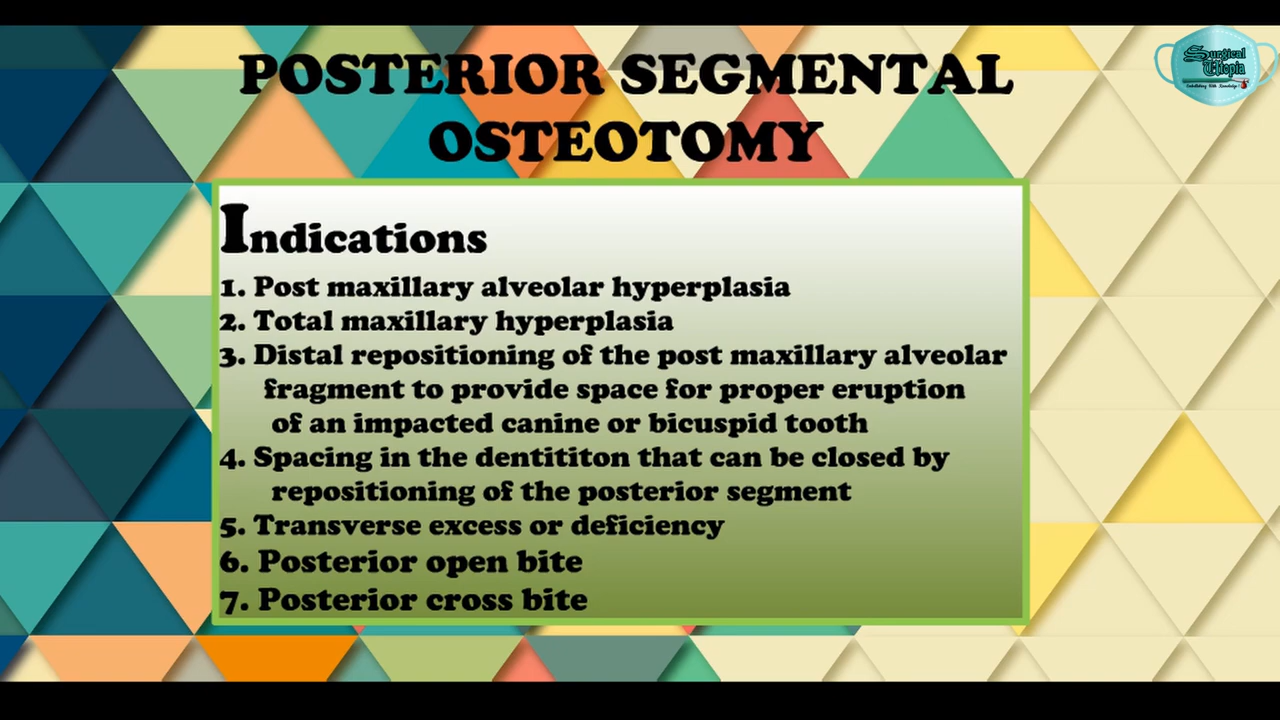 POSTERIOR SEGMENTAL
OSTEOTOMY
Surgical
Utopia
Indications
1. Post maxillary alveolar hyperplasia
2. Total maxillary hyperplasia
3. Distal repositioning of the post maxillary alveolar
fragment to provide space for proper eruption
of an impacted canine or bicuspid tooth
4. Spacing in the dentititon that can be closed by
repositioning of the posterior segment
5. Transverse excess or deficiency
6. Posterior open bite
7. Posterior cross bite